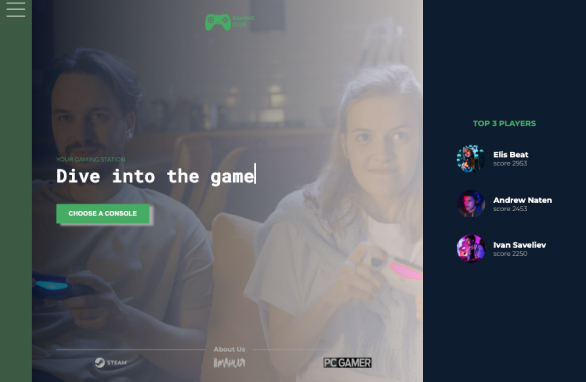 YOUR GAMING STATION
Dive into the game
CHOOSE A CONSOLE
About Us
STEAM
PC GAMER
TOP 3 PLAYERS
Elis Beat
score 2953
Andrew Naten
score 2453
Ivan Saveliev
score 2250